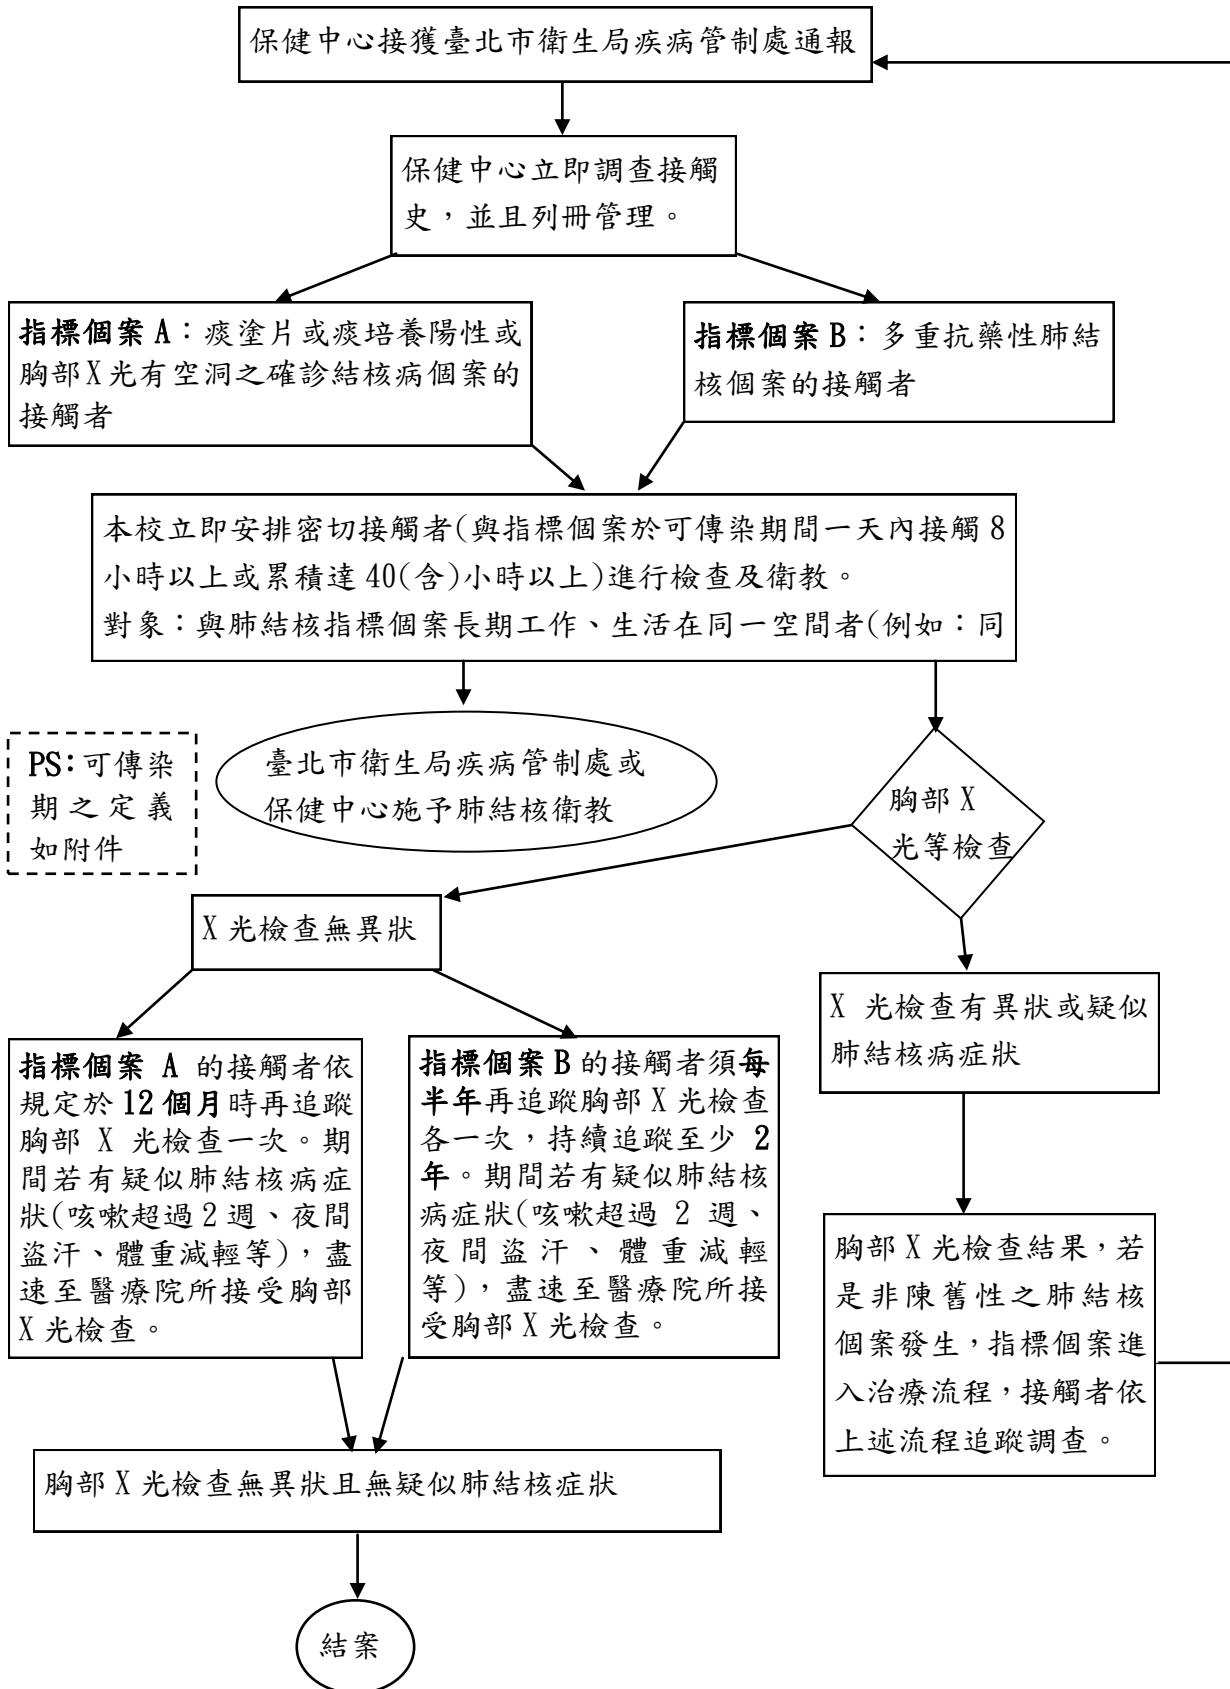 保健中心接獲臺北市衛生局疾病管制處通報
保健中心立即調查接觸
史，並且列冊管理。
指標個案 A：痰塗片或痰培養陽性或
胸部 X 光有空洞之確診結核病個案的
接觸者
指標個案 B：多重抗藥性肺結
核個案的接觸者
本校立即安排密切接觸者(與指標個案於可傳染期間一天內接觸 8
小時以上或累積達 40(含)小時以上)進行檢查及衛教。
對象：與肺結核指標個案長期工作、生活在同一空間者(例如：同
臺北市衛生局疾病管制處或
保健中心施予肺結核衛教
PS:可傳染
期之定義
如附件
胸部 X
光等檢查
X 光檢查無異狀
X 光檢查有異狀或疑似
肺結核病症狀
指標個案 A 的接觸者依
規定於 12 個月時再追蹤
胸部 X 光檢查一次。期
間若有疑似肺結核病症
狀(咳嗽超過 2 週、夜間
盜汗、體重減輕等)，盡
速至醫療院所接受胸部
X 光檢查。
指標個案 B 的接觸者須每
半年再追蹤胸部 X 光檢查
各一次，持續追蹤至少 2
年。期間若有疑似肺結核
病症狀(咳嗽超過 2 週、
夜間盜汗、體重減輕
等)，盡速至醫療院所接
受胸部 X 光檢查。
胸部 X 光檢查結果，若
是非陳舊性之肺結核
個案發生，指標個案進
入治療流程，接觸者依
上述流程追蹤調查。
胸部 X 光檢查無異狀且無疑似肺結核症狀
結案